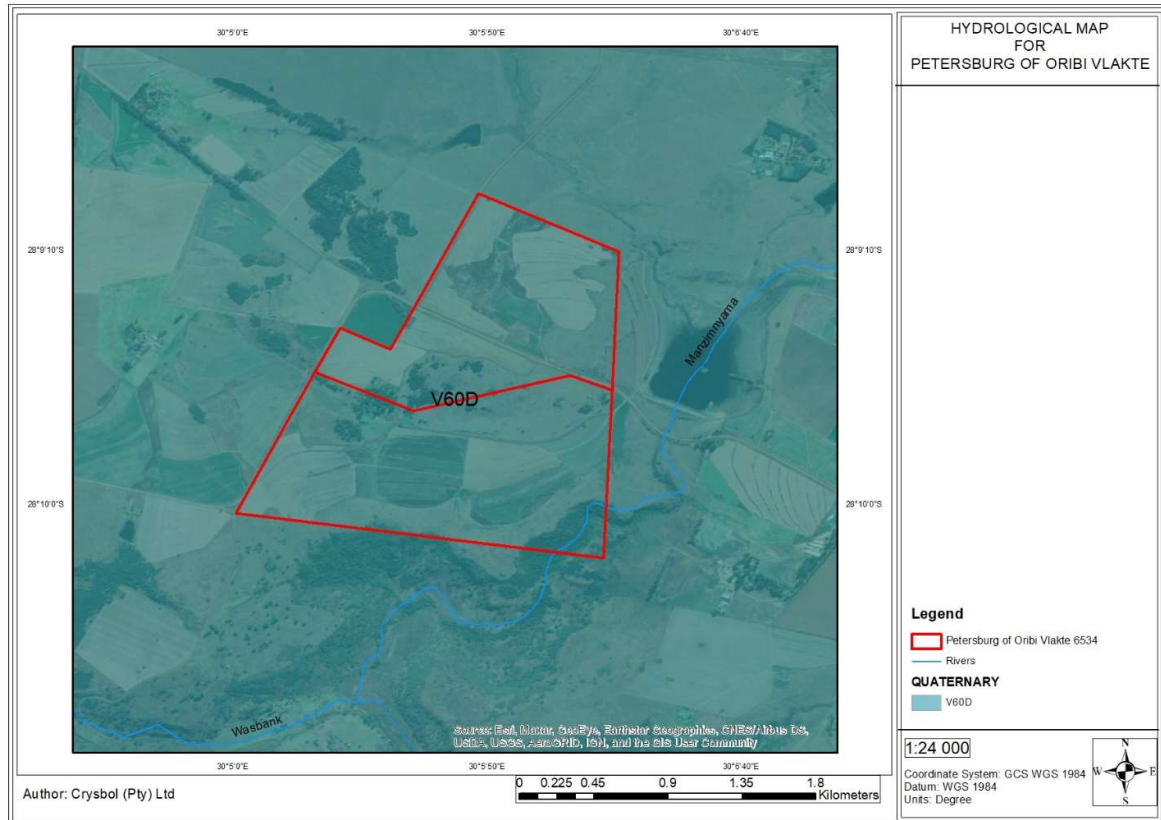 HYDROLOGICAL MAP
FOR
PETERSBURG OF ORIBI VLAKTE
30°5'0"E 30°5'50"E 30°6'40"E
28°9'10"S 28°9'10"S
Manzimnyama
V60D
28°10'0"S 28°10'0"S
Wasbank
Source: Esri, Maxar, GeoEye, Earthstar Geographics, CNES/Airbus DS,
USDA, USGS, AeroGRID, IGN, and the GIS User Community
30°5'0"E 30°5'50"E 30°6'40"E
Legend
Petersburg of Oribi Vlakte 6534
Rivers
QUATERNARY
V60D
1:24 000
Coordinate System: GCS WGS 1984
Datum: WGS 1984
Units: Degree
N
W E
S
Author: Crysbol (Pty) Ltd
0 0.225 0.45 0.9 1.35 1.8
Kilometers